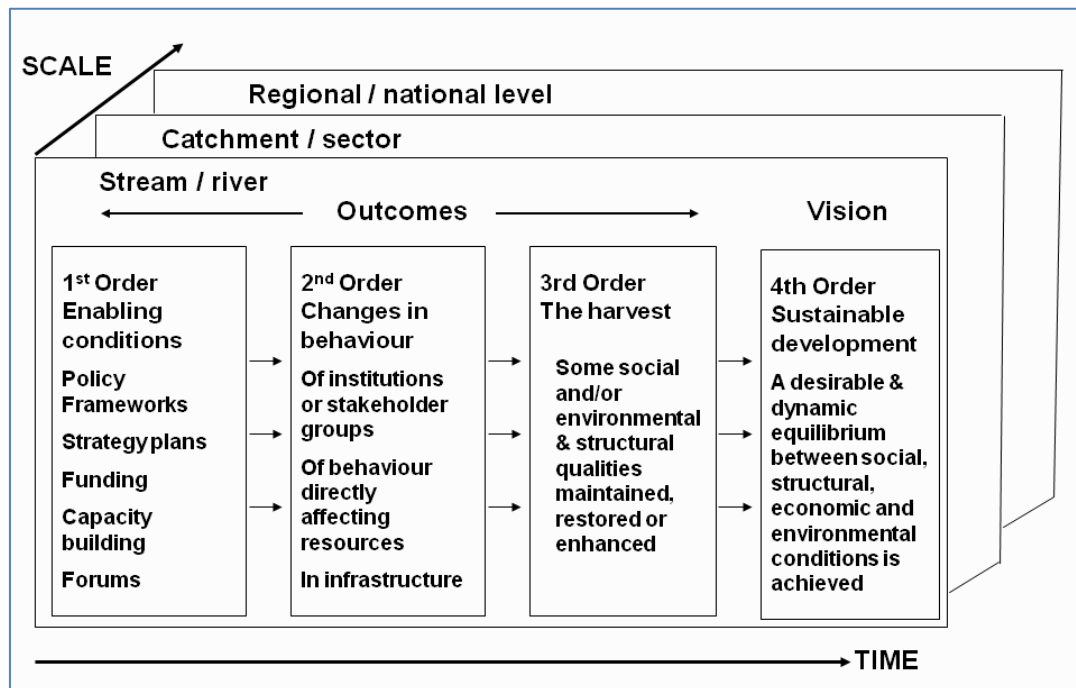 SCALE
Regional / national level
Catchment / sector
Stream / river
Outcomes
Vision
1st Order
Enabling
conditions
Policy
Frameworks
Strategy plans
Funding
Capacity
building
Forums
2nd Order
Changes in
behaviour
Of institutions
or stakeholder
groups
Of behaviour
directly
affecting
resources
In infrastructure
3rd Order
The harvest
Some social
and/or
environmental
& structural
qualities
maintained,
restored or
enhanced
4th Order
Sustainable
development
A desirable &
dynamic
equilibrium
between social,
structural,
economic and
environmental
conditions is
achieved
TIME